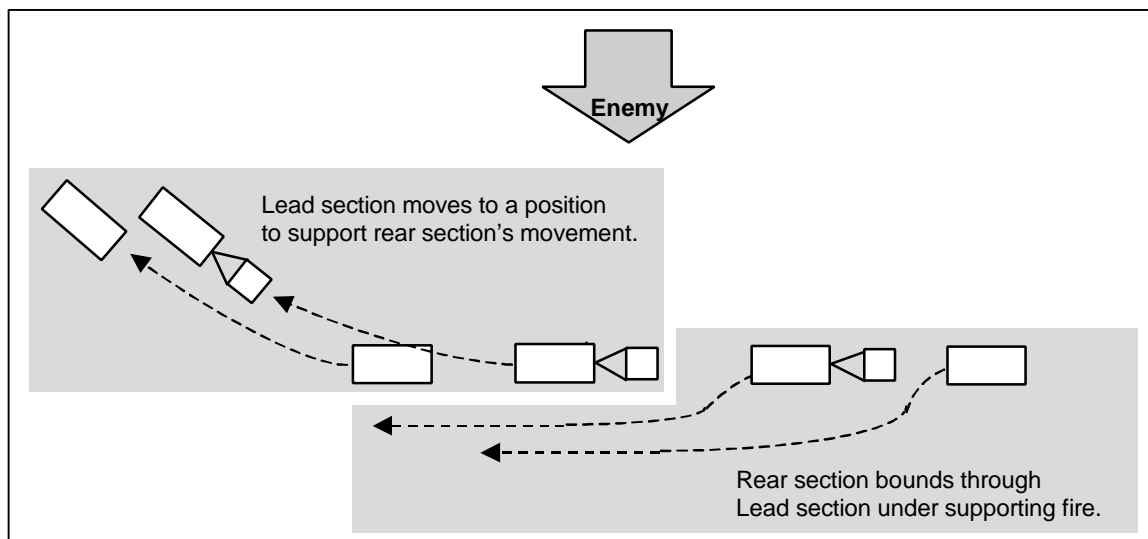 Enemy
Lead section moves to a position
to support rear section’s movement.
Rear section bounds through
Lead section under supporting fire.